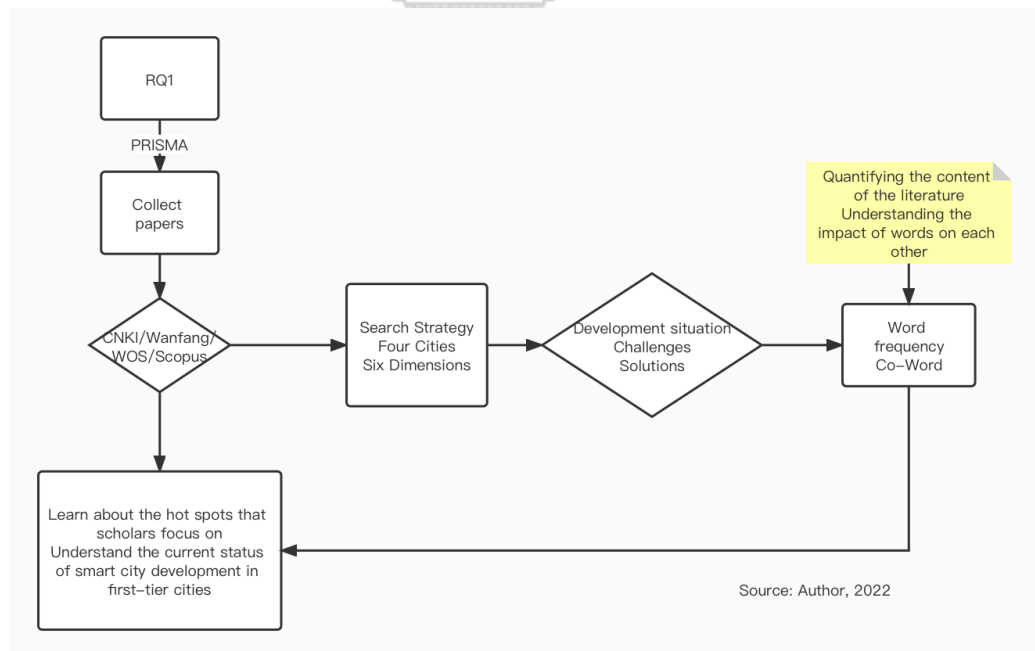 RQ1
PRISMA
Collect
papers
CNKI/Wanfang/
WOS/Scopus
Search Strategy
Four Cities
Six Dimensions
Development situation
Challenges
Solutions
Quantifying the content
of the literature
Understanding the
impact of words on each
other
Word
frequency
Co-Word
Learn about the hot spots that
scholars focus on
Understand the current status
of smart city development in
first-tier cities
Source: Author, 2022